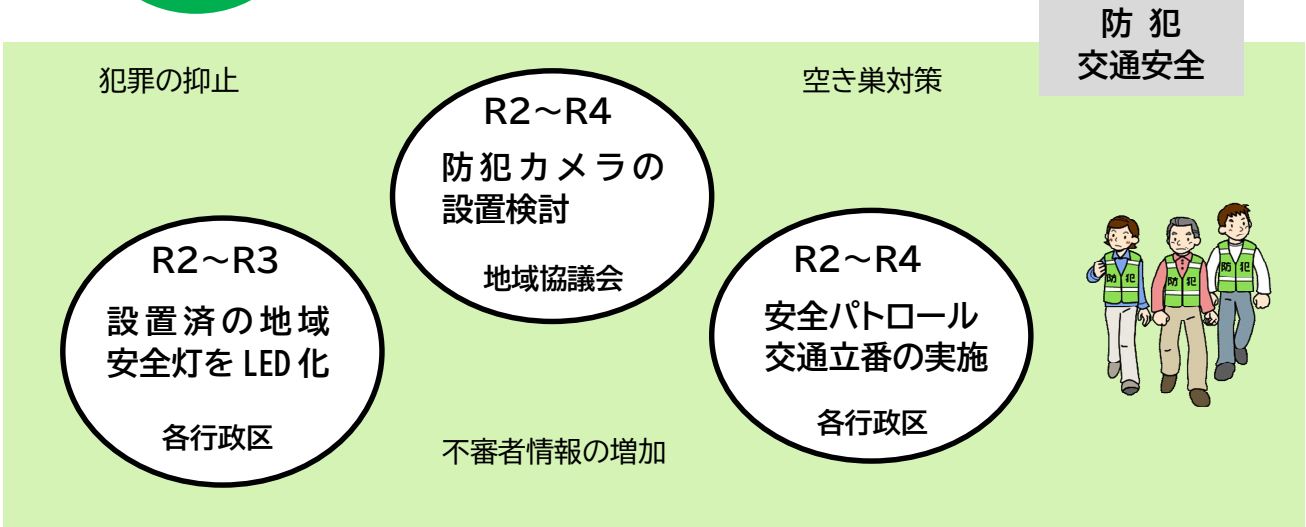 防 犯
交通安全
犯罪の抑止
空き巣対策
R2～R4
防犯カメラの
設置検討
地域協議会
R2～R3
設置済の地域
安全灯を LED 化
各行政区
R2～R4
安全パトロール
交通立番の実施
各行政区
不審者情報の増加
防 犯
防 犯
防 犯